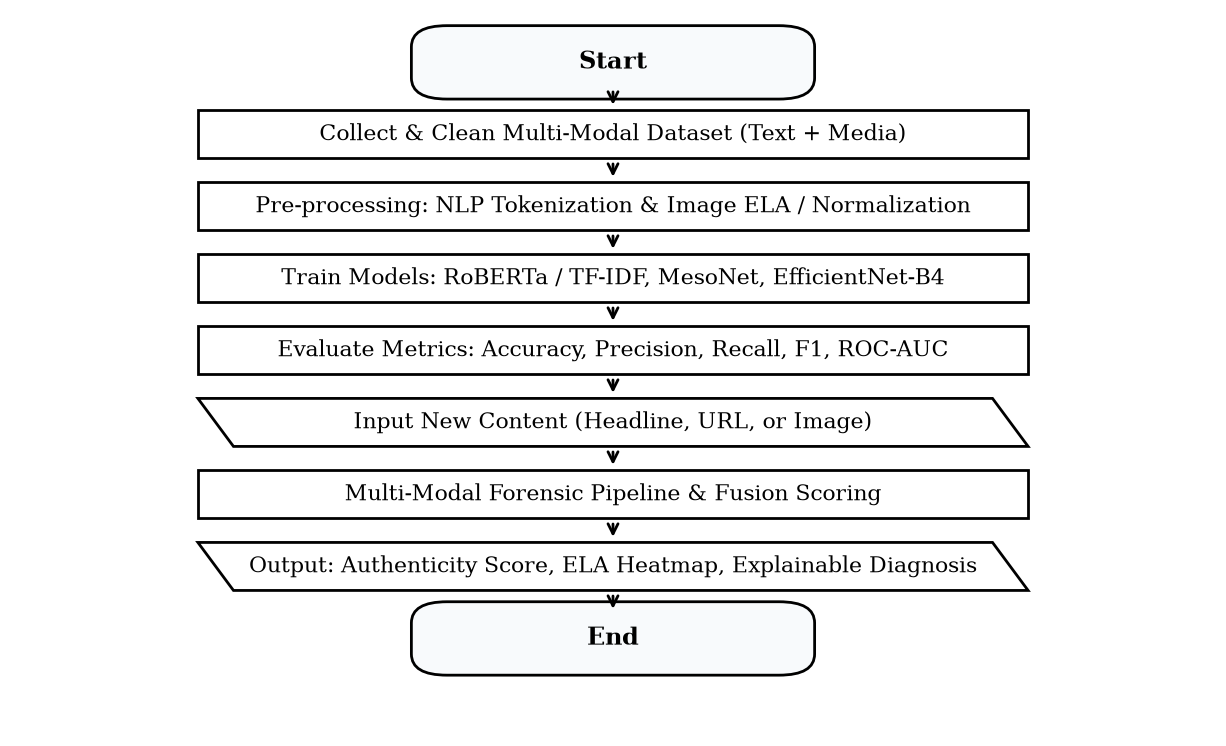 Start
Collect & Clean Multi-Modal Dataset (Text + Media)
Pre-processing: NLP Tokenization & Image ELA / Normalization
Train Models: RoBERTa / TF-IDF, MesoNet, EfficientNet-B4
Evaluate Metrics: Accuracy, Precision, Recall, F1, ROC-AUC
Input New Content (Headline, URL, or Image)
Multi-Modal Forensic Pipeline & Fusion Scoring
Output: Authenticity Score, ELA Heatmap, Explainable Diagnosis
End